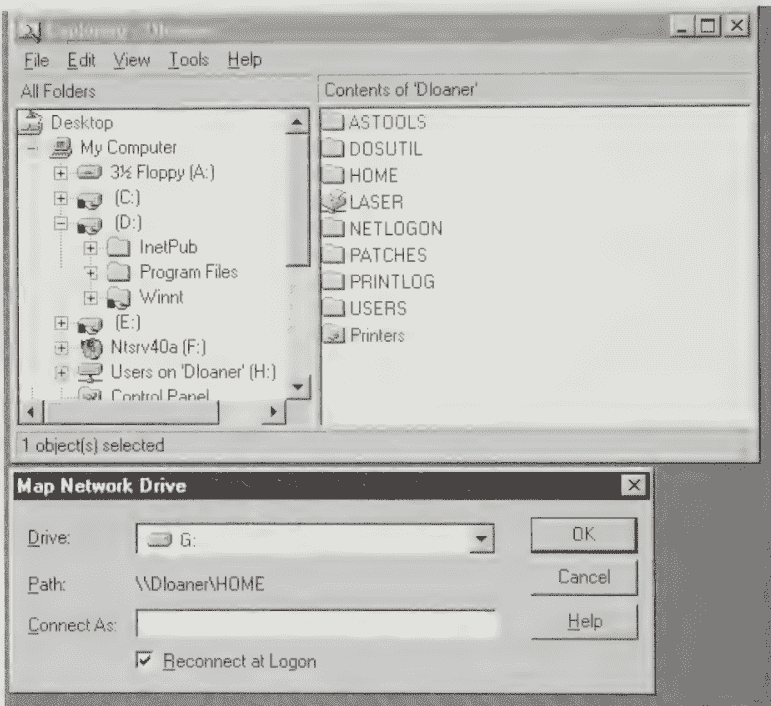 Exploring - Dloaner
File Edit View Tools Help
All Folders
Contents of 'Dloaner'
Desktop
My Computer
3½ Floppy (A:)
(C:)
(D:)
InetPub
Program Files
Winnt
(E:)
Ntsrv40a (F:)
Users on 'Dloaner' (H:)
Control Panel
ASTOOLS
DOSUTIL
HOME
LASER
NETLOGON
PATCHES
PRINTLOG
USERS
Printers
1 object(s) selected
Map Network Drive
Drive: G:
OK
Path: \\Dloaner\HOME
Cancel
Connect As:
Help
Reconnect at Logon